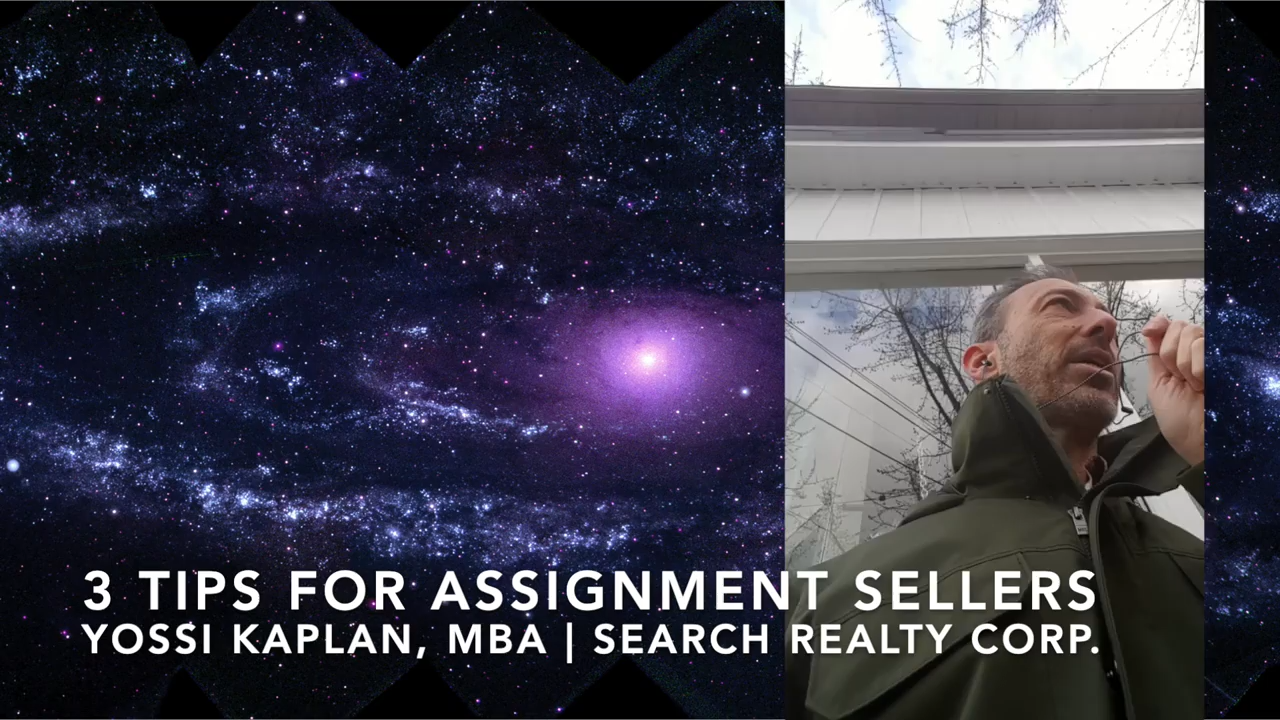 3 TIPS FOR ASSIGNMENT SELLERS
YOSSI KAPLAN, MBA | SEARCH REALTY CORP.